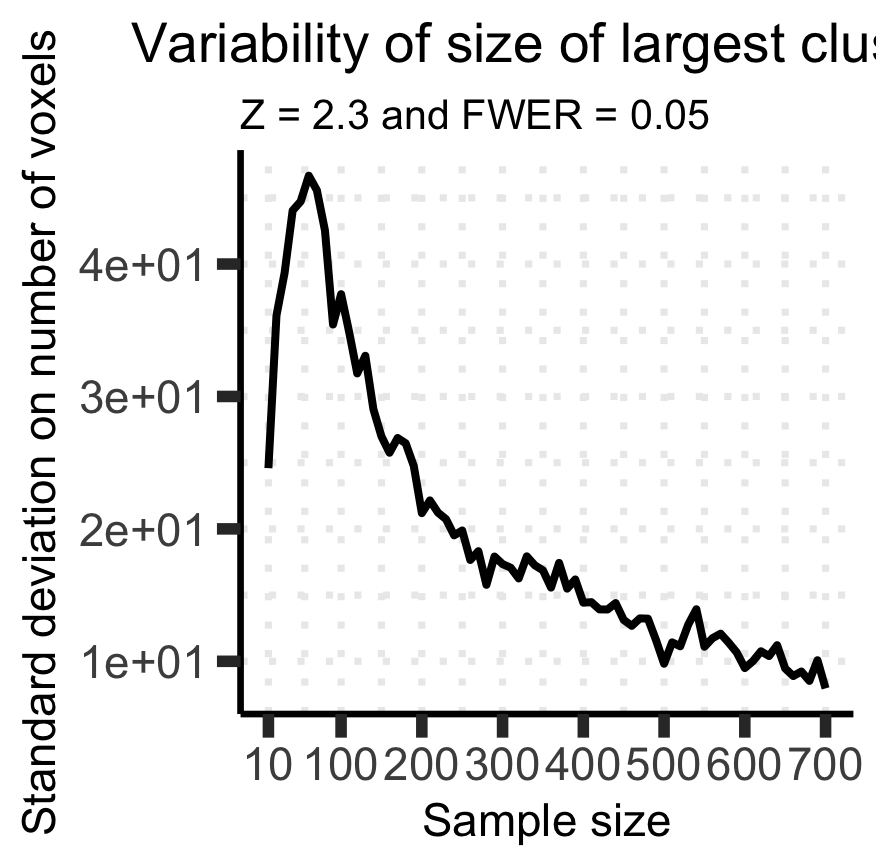 Variability of size of largest clus
Z = 2.3 and FWER = 0.05
Standard deviation on number of voxels
4e+01
3e+01
2e+01
1e+01
10 100 200 300 400 500 600 700
Sample size